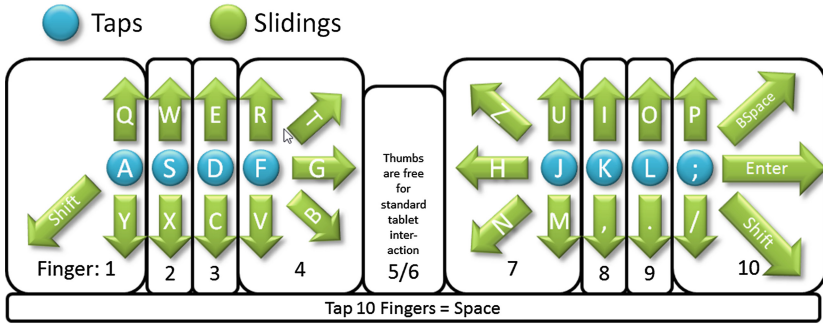 Taps Slidings
Q W E R T Z U I O P BSpace
A S D F G H J K L ; Enter
Shift Y X C V B N M , . / Shift
Thumbs
are free
for
standard
tablet
inter-
action
Finger: 1 2 3 4 5/6 7 8 9 10
Tap 10 Fingers = Space